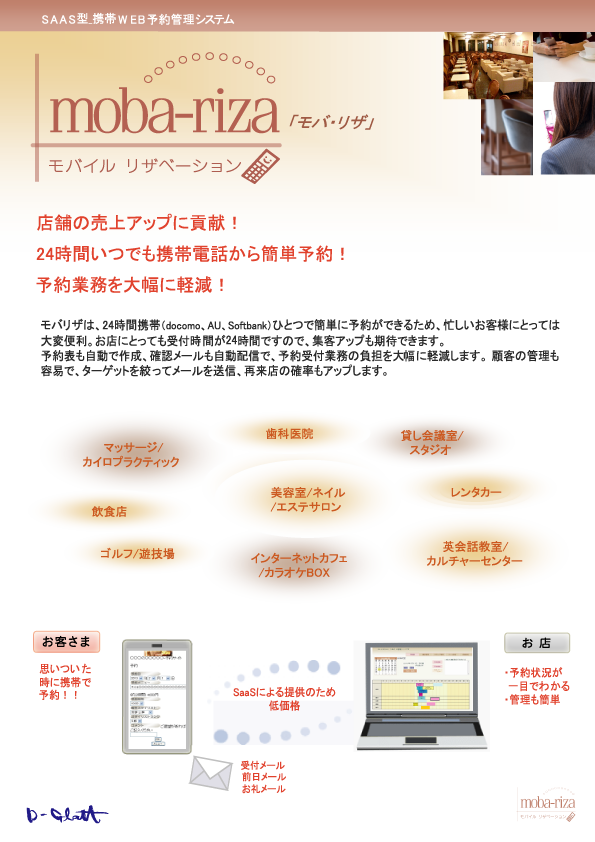 SAAS型_携帯WEB予約管理システム
moba-riza
「モバ・リザ」
モバイル リザベーション
店舗の売上アップに貢献！
24時間いつでも携帯電話から簡単予約！
予約業務を大幅に軽減！
モバリザは、24時間携帯（docomo、AU、Softbank）ひとつで簡単に予約ができるため、忙しいお客様にとっては
大変便利。お店にとっても受付時間が24時間ですので、集客アップも期待できます。
予約表も自動で作成、確認メールも自動配信で、予約受付業務の負担を大幅に軽減します。 顧客の管理も
容易で、ターゲットを絞ってメールを送信、再来店の確率もアップします。
歯科医院
マッサージ/
カイロプラクティック
貸し会議室/
スタジオ
美容室/ネイル
/エステサロン
レンタカー
飲食店
ゴルフ/遊技場
インターネットカフェ
/カラオケBOX
英会話教室/
カルチャーセンター
お客さま
思いついた
時に携帯で
予約！！
SaaSによる提供のため
低価格
お 店
・予約状況が
一目でわかる
・管理も簡単
受付メール
前日メール
お礼メール
moba-riza
モバイル リザベーション